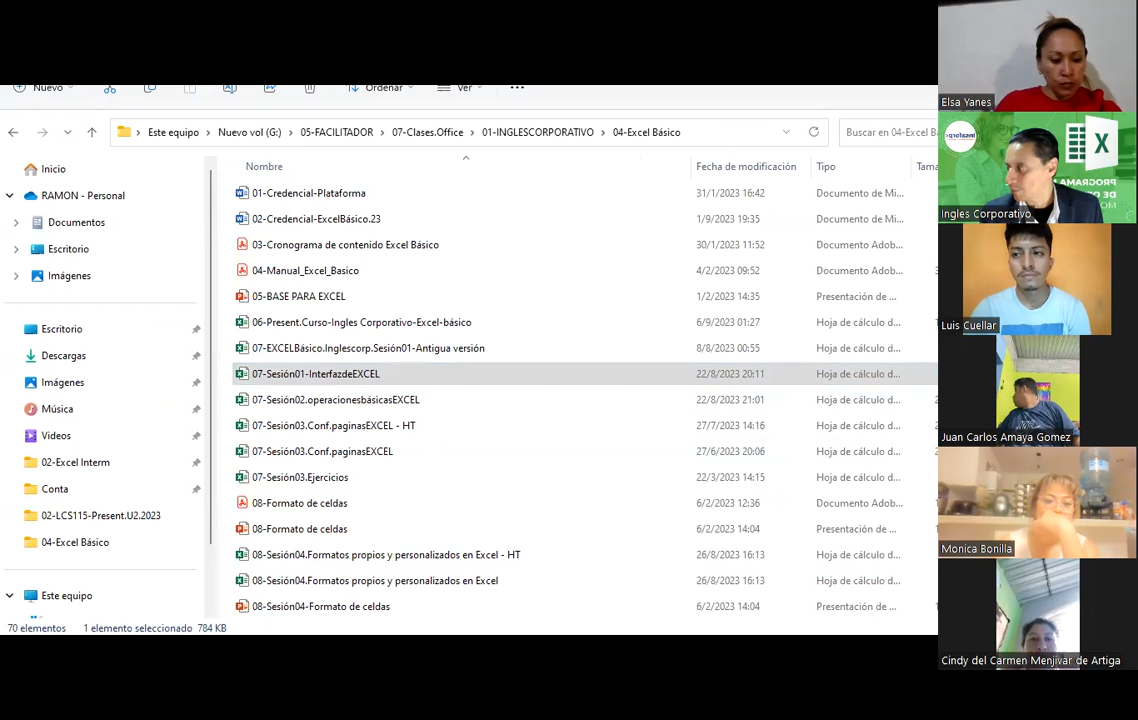 Nuevo
Ordenar
Ver
Este equipo > Nuevo vol (G:) > 05-FACILITADOR > 07-Clases.Office > 01-INGLESCORPORATIVO > 04-Excel Básico
Buscar en 04-Excel B
Nombre Fecha de modificación Tipo Tama
Inicio
RAMÓN - Personal
Documentos
Escritorio
Imágenes
Escritorio
Descargas
Imágenes
Música
Videos
02-Excel Interm
Conta
02-LCS115-Present.U2.2023
04-Excel Básico
Este equipo
01-Credencial-Plataforma 31/1/2023 16:42 Documento de Mi...
02-Credencial-ExcelBásico.23 1/9/2023 19:35 Documento de Mi...
03-Cronograma de contenido Excel Básico 30/1/2023 11:52 Documento Adob...
04-Manual_Excel_Basico 4/2/2023 09:52 Documento Adob...
05-BASE PARA EXCEL 1/2/2023 14:35 Presentación de ...
06-Present.Curso-Ingles Corporativo-Excel-básico 6/9/2023 01:27 Hoja de cálculo d...
07-EXCELBásico.Inglescorp.Sesión01-Antigua versión 8/8/2023 00:55 Hoja de cálculo d...
07-Sesión01-InterfazdeEXCEL 22/8/2023 20:11 Hoja de cálculo d...
07-Sesión02.operacionesbásicasEXCEL 22/8/2023 21:01 Hoja de cálculo d...
07-Sesión03.Conf.paginasEXCEL - HT 27/7/2023 14:16 Hoja de cálculo d...
07-Sesión03.Conf.paginasEXCEL 27/6/2023 20:06 Hoja de cálculo d...
07-Sesión03.Ejercicios 22/3/2023 14:15 Hoja de cálculo d...
08-Formato de celdas 6/2/2023 12:36 Documento Adob...
08-Formato de celdas 6/2/2023 14:04 Presentación de ...
08-Sesión04.Formatos propios y personalizados en Excel - HT 26/8/2023 16:13 Hoja de cálculo d...
08-Sesión04.Formatos propios y personalizados en Excel 26/8/2023 16:13 Hoja de cálculo d...
08-Sesión04-Formato de celdas 6/2/2023 14:04 Presentación de ...
70 elementos 1 elemento seleccionado 784 KB
Elsa Yanes
insaforp
X
PROGRAMA
DE O
MO
Ingles Corporativo
Luis Cuellar
Juan Carlos Amaya Gomez
Monica Bonilla
Cindy del Carmen Menjivar de Artiga